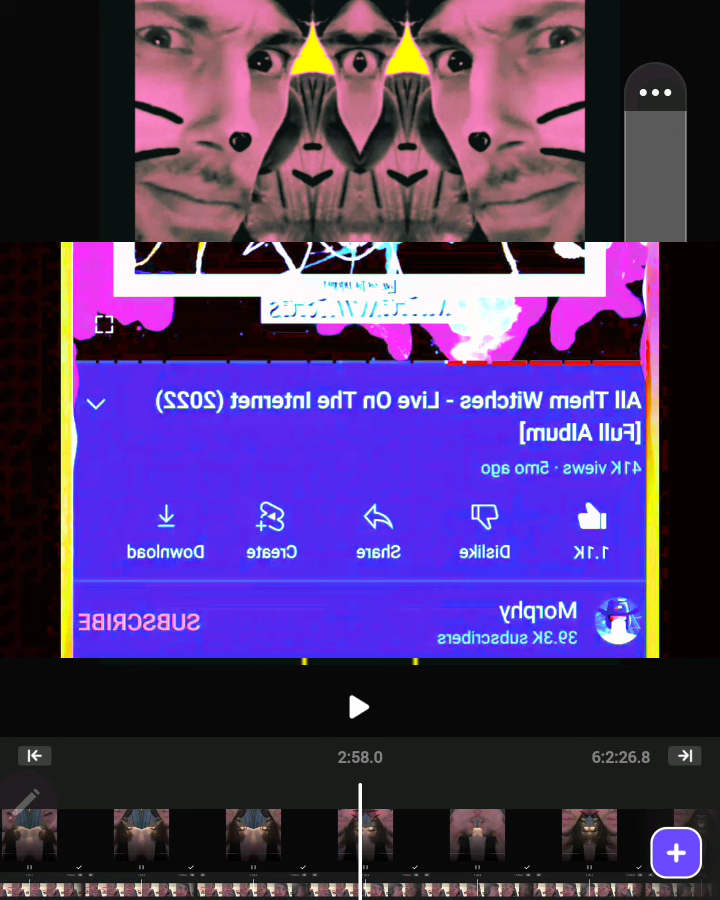 All Them Witches - Live On The Internet (2022)
[Full Album]
41K views · 5mo ago
1.1K
Dislike
Share
Create
Download
Morphy
39.3K subscribers
SUBSCRIBE
2:58.0
6:2:26.8